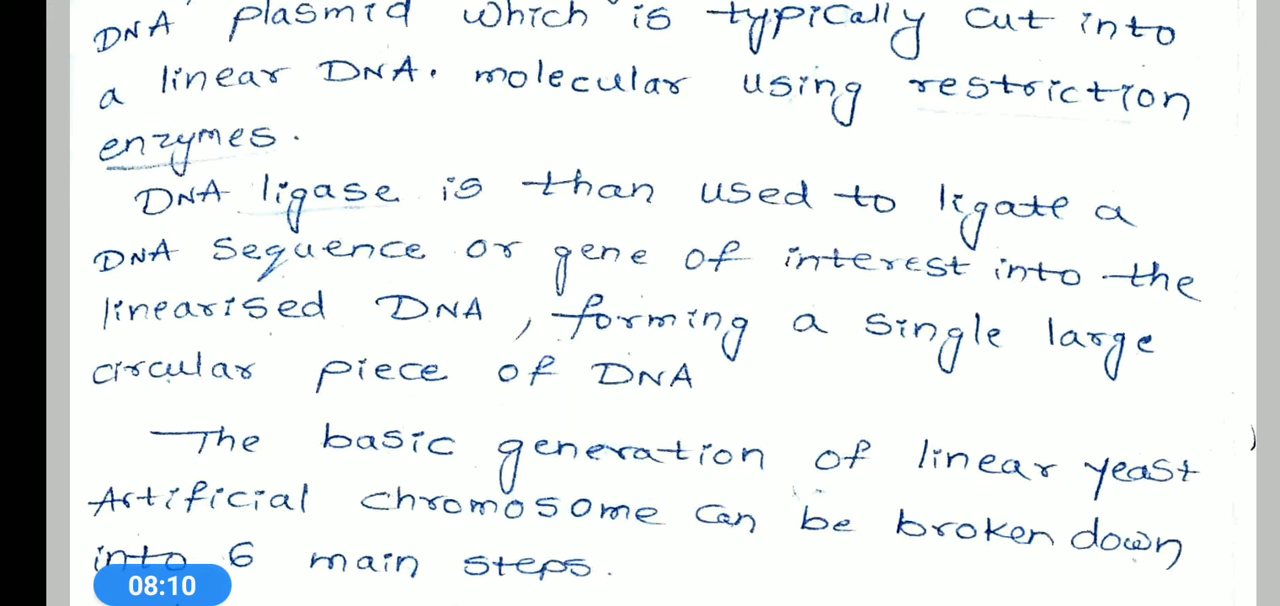 DNA plasmid which is typically cut into
a linear DNA. molecular using restriction
enzymes.
DNA ligase is than used to ligate a
DNA sequence or gene of interest into the
linearised DNA, forming a single large
circular piece of DNA
The basic generation of linear yeast
Artificial chromosome can be broken down
into 6 main steps.
08:10